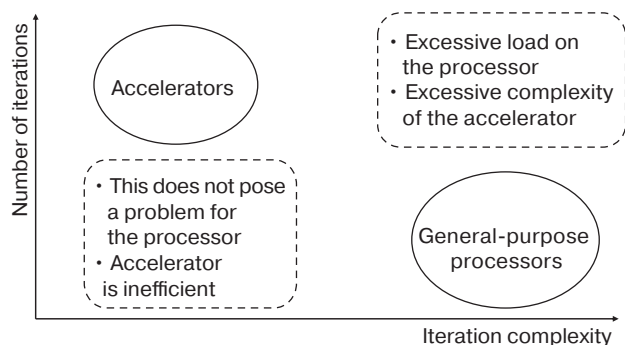 Number of iterations
Accelerators
• Excessive load on
the processor
• Excessive complexity
of the accelerator
• This does not pose
a problem for
the processor
• Accelerator
is inefficient
General-purpose
processors
Iteration complexity